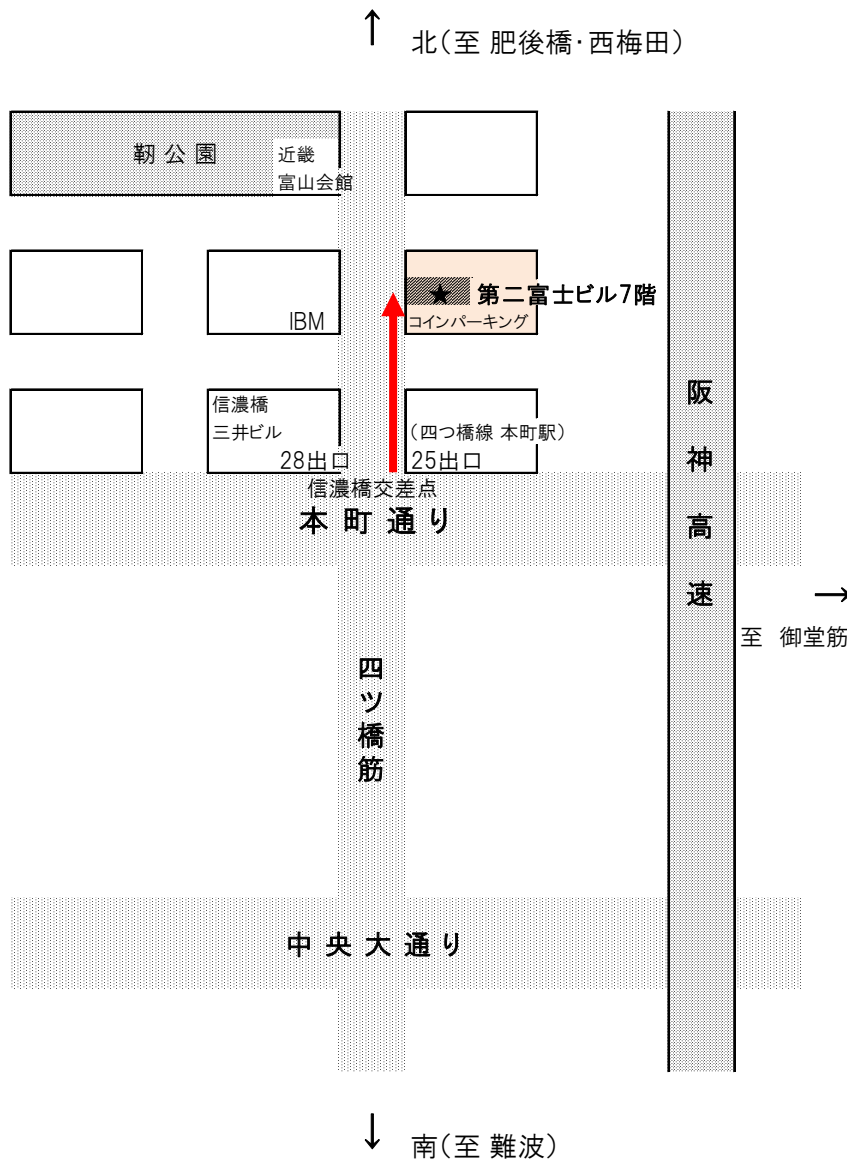 ↑
北(至 肥後橋・西梅田)
靭公園
近畿
富山会館
★ 第二富士ビル7階
コインパーキング
IBM
信濃橋
三井ビル
28出口
(四つ橋線 本町駅)
25出口
信濃橋交差点
本町通り
阪神高速
→
至 御堂筋
四ツ橋筋
中央大通り
↓
南(至 難波)